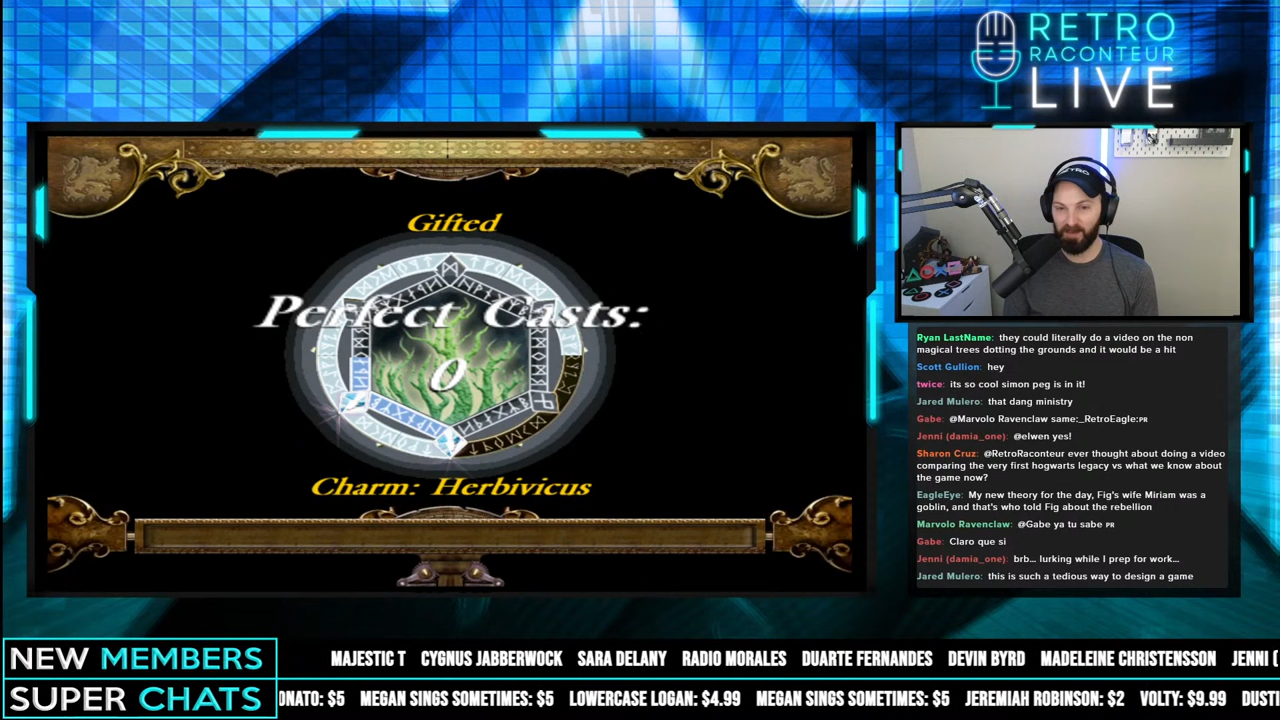 RETRO
RACONTEUR
LIVE
Gifted
Perfect Casts:
0
Charm: Herbivicus
RETRO
Ryan LastName: they could literally do a video on the non
magical trees dotting the grounds and it would be a hit
Scott Gullion: hey
twice: its so cool simon peg is in it!
Jared Mulero: that dang ministry
Gabe: @Marvolo Ravenclaw same:_RetroEagle:PR
Jenni (damia_one): @elwen yes!
Sharon Cruz: @RetroRaconteur ever thought about doing a video
comparing the very first hogwarts legacy vs what we know about
the game now?
EagleEye: My new theory for the day, Fig's wife Miriam was a
goblin, and that's who told Fig about the rebellion
Marvolo Ravenclaw: @Gabe ya tu sabe PR
Gabe: Claro que si
Jenni (damia_one): brb... lurking while I prep for work...
Jared Mulero: this is such a tedious way to design a game
NEW MEMBERS MAJESTIC T CYGNUS JABBERWOCK SARA DELANY RADIO MORALES DUARTE FERNANDES DEVIN BYRD MADELEINE CHRISTENSSON JENNI (
SUPER CHATS ONATO: $5 MEGAN SINGS SOMETIMES: $5 LOWERCASE LOGAN: $4.99 MEGAN SINGS SOMETIMES: $5 JEREMIAH ROBINSON: $2 VOLTY: $9.99 DUSTI